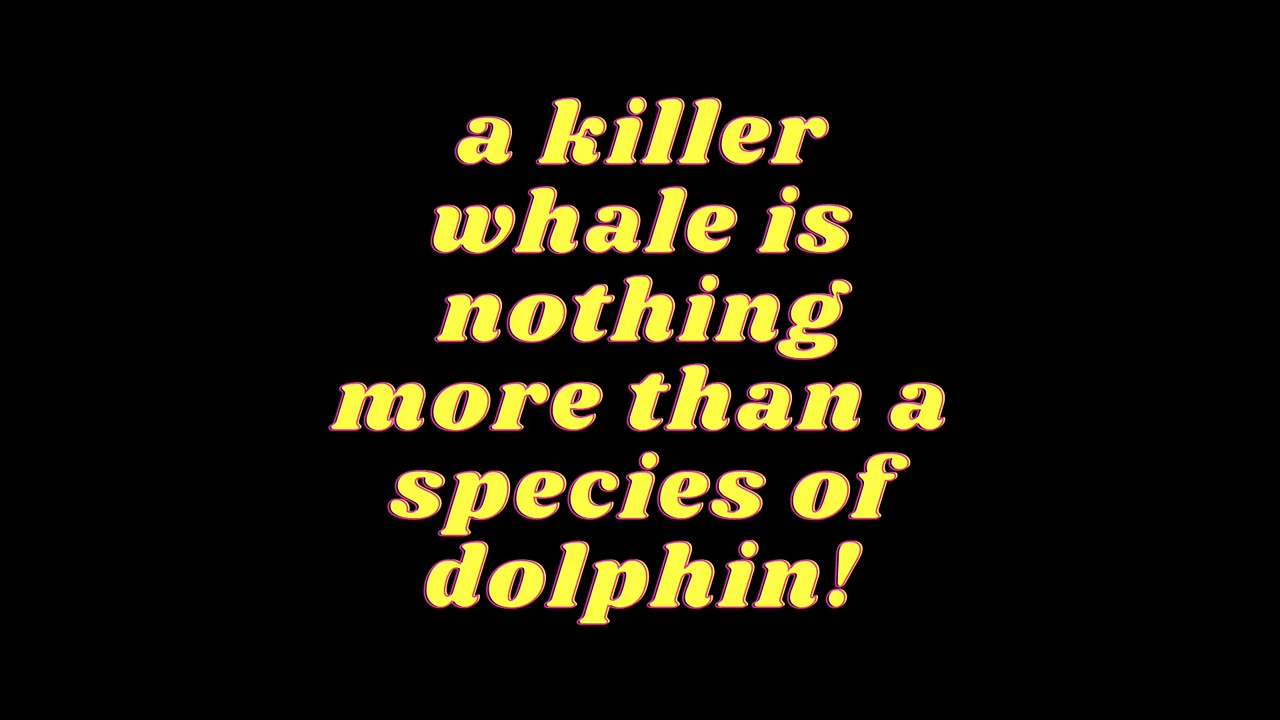 a killer
whale is
nothing
more than a
species of
dolphin!